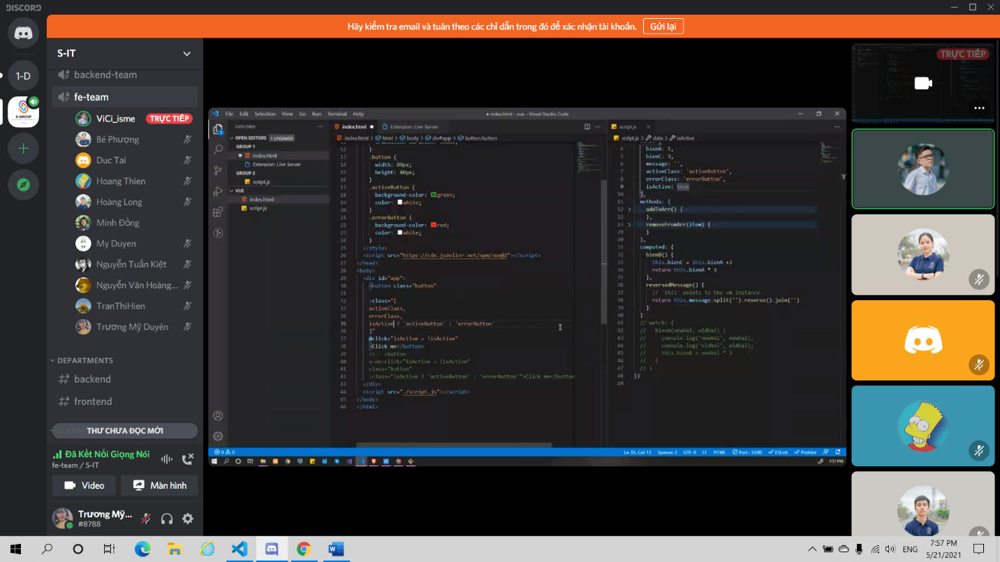 DISCORD
Hãy kiểm tra email và tuân theo các chỉ dẫn trong đó để xác nhận tài khoản.
Gửi lại
1-D
S-GROUP
S-IT
backend-team
fe-team
ViCi_isme
TRỰC TIẾP
Bé Phượng
Duc Tai
Hoang Thien
Hoàng Long
Minh Đồng
My Duyen
Nguyễn Tuấn Kiệt
Nguyễn Văn Hoàng...
TranThiHien
Trương Mỹ Duyên
DEPARTMENTS
backend
frontend
THƯ CHƯA ĐỌC MỚI
Đã Kết Nối Giọng Nói
fe-team / S-IT
Video
Màn hình
Trương Mỹ...
#8788
File Edit Selection View Go Run Terminal Help
● index.html - vue - Visual Studio Code
EXPLORER
OPEN EDITORS 1 UNSAVED
GROUP 1
index.html
Extension: Live Server
GROUP 2
script.js
VUE
index.html
script.js
index.html
Extension: Live Server
index.html > html > body > div#app > button.button
12 }
13 .button {
14 width: 80px;
15 height: 40px;
16 }
17 .activeButton {
18 background-color: green;
19 color: white;
20 }
21 .errorButton {
22 background-color: red;
23 color: white;
24 }
25 </style>
26 <script src="https://cdn.jsdelivr.net/npm/vue@2"></script>
27 </head>
28 <body>
29 <div id="app">
30 <button class="button"
31
32 :class="[
33 activeClass,
34 errorClass,
35 isActive ? 'activeButton' : 'errorButton'
36 ]"
37 @click="isActive = !isActive"
38 >Click me</button>
39 <!-- <button
40 v-on:click="isActive = !isActive"
41 class="button"
42 :class="isActive ? 'activeButton' : 'errorButton'">Click me</button
43 </div>
44 <script src="./script.js"></script>
45 </body>
46 </html>
script.js
script.js > data > isActive
4 bienA: 1,
5 bienC: 3,
6 message: '',
7 activeClass: 'activeButton',
8 errorClass: 'errorButton',
9 isActive: true
10 },
11 methods: {
12 addToArr() {
22 },
23 removeFromArr(item) {
29 }
30 },
31 computed: {
32 bienB() {
33 this.bienC = this.bienA +3
34 return this.bienA * 3
35 },
36 reversedMessage() {
37 // `this` points to the vm instance
38 return this.message.split('').reverse().join('')
39 }
40 }
41 // watch: {
42 // bienA(newVal, oldVal) {
43 // console.log('newVal', newVal);
44 // console.log('oldVal', oldVal);
45 // this.bienB = newVal * 3
46 // }
47 // }
48 })
49
0 0
Ln 35, Col 13
Spaces: 2
UTF-8
LF
HTML
Port : 5500
ESLint
Prettier
7:57 PM
TRỰC TIẾP
ENG
7:57 PM
5/21/2021